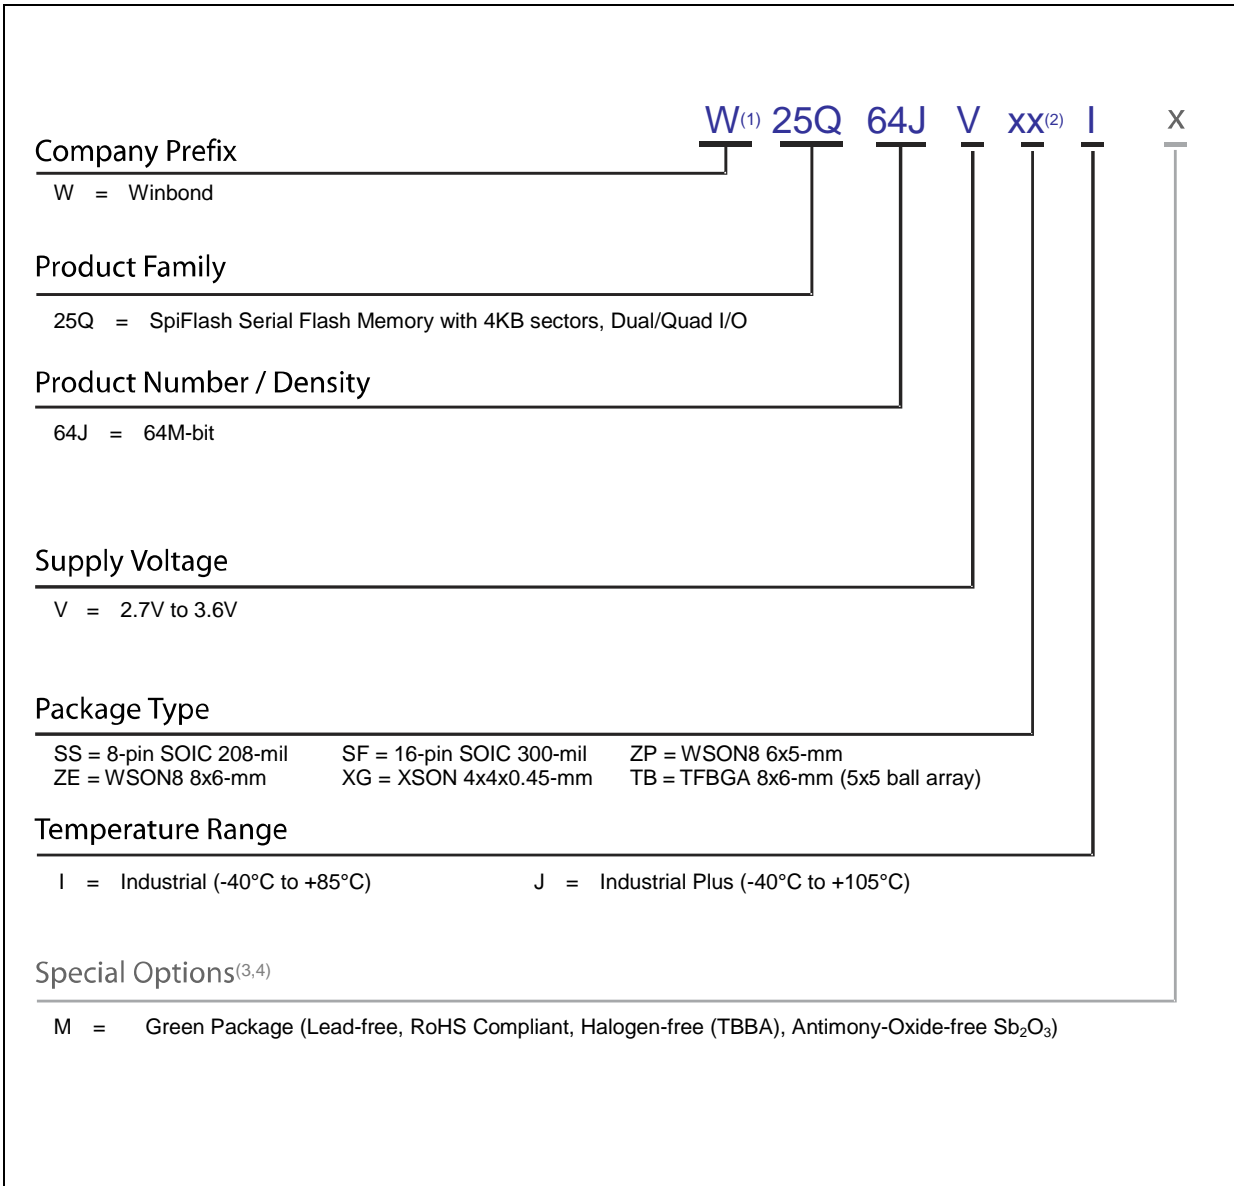 W(1) 25Q 64J V xx(2) I x
Company Prefix
W = Winbond
Product Family
25Q = SpiFlash Serial Flash Memory with 4KB sectors, Dual/Quad I/O
Product Number / Density
64J = 64M-bit
Supply Voltage
V = 2.7V to 3.6V
Package Type
SS = 8-pin SOIC 208-mil SF = 16-pin SOIC 300-mil ZP = WSON8 6x5-mm
ZE = WSON8 8x6-mm XG = XSON 4x4x0.45-mm TB = TFBGA 8x6-mm (5x5 ball array)
Temperature Range
I = Industrial (-40°C to +85°C) J = Industrial Plus (-40°C to +105°C)
Special Options(3,4)
M = Green Package (Lead-free, RoHS Compliant, Halogen-free (TBBA), Antimony-Oxide-free Sb₂O₃)